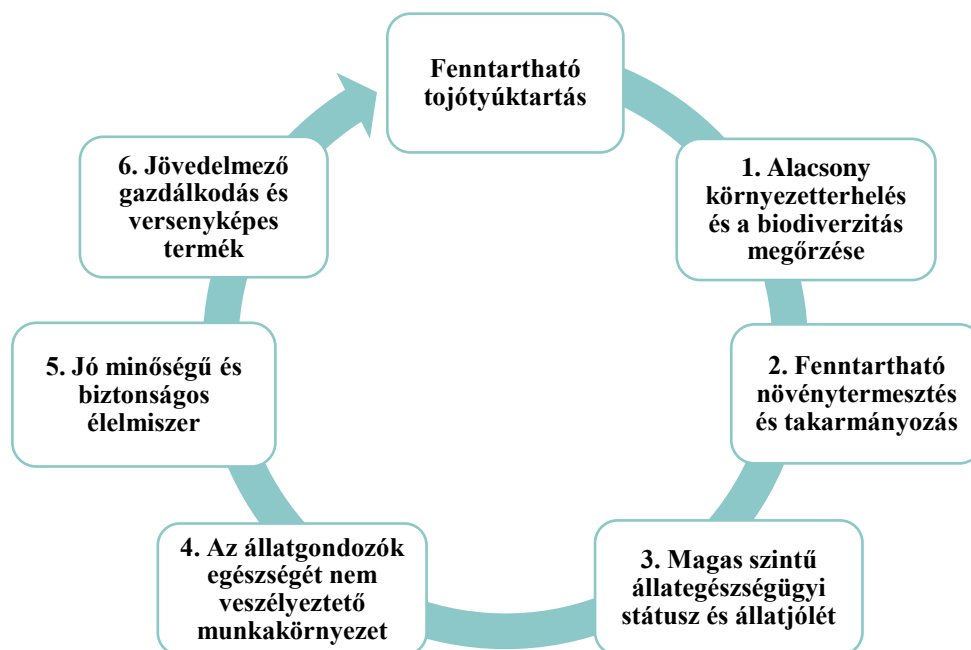 Fenntartható
tojótyúktartás
1. Alacsony
környezetterhelés
és a biodiverzitás
megőrzése
2. Fenntartható
növénytermesztés
és takarmányozás
3. Magas szintű
állategészségügyi
státusz és állatjólét
4. Az állatgondozók
egészségét nem
veszélyeztető
munkakörnyezet
5. Jó minőségű és
biztonságos
élelmiszer
6. Jövedelmező
gazdálkodás és
versenyképes
termék